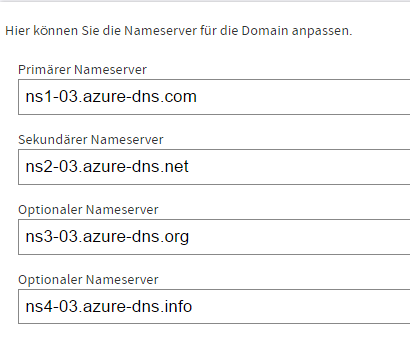 Hier können Sie die Nameserver für die Domain anpassen.
Primärer Nameserver
ns1-03.azure-dns.com
Sekundärer Nameserver
ns2-03.azure-dns.net
Optionaler Nameserver
ns3-03.azure-dns.org
Optionaler Nameserver
ns4-03.azure-dns.info